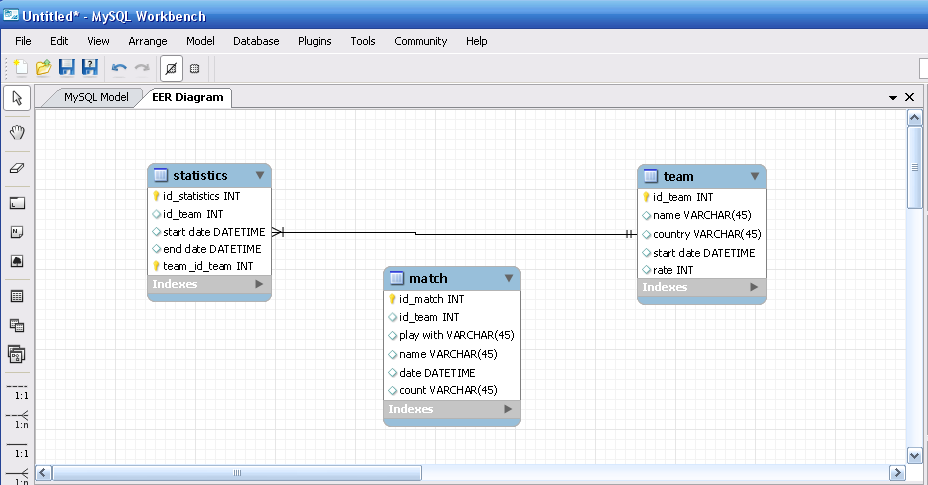 Untitled* - MySQL Workbench
File Edit View Arrange Model Database Plugins Tools Community Help
MySQL Model EER Diagram
statistics
id_statistics INT
id_team INT
start date DATETIME
end date DATETIME
team_id_team INT
Indexes
team
id_team INT
name VARCHAR(45)
country VARCHAR(45)
start date DATETIME
rate INT
Indexes
match
id_match INT
id_team INT
play with VARCHAR(45)
name VARCHAR(45)
date DATETIME
count VARCHAR(45)
Indexes
1:1
1:n
1:1
1:n